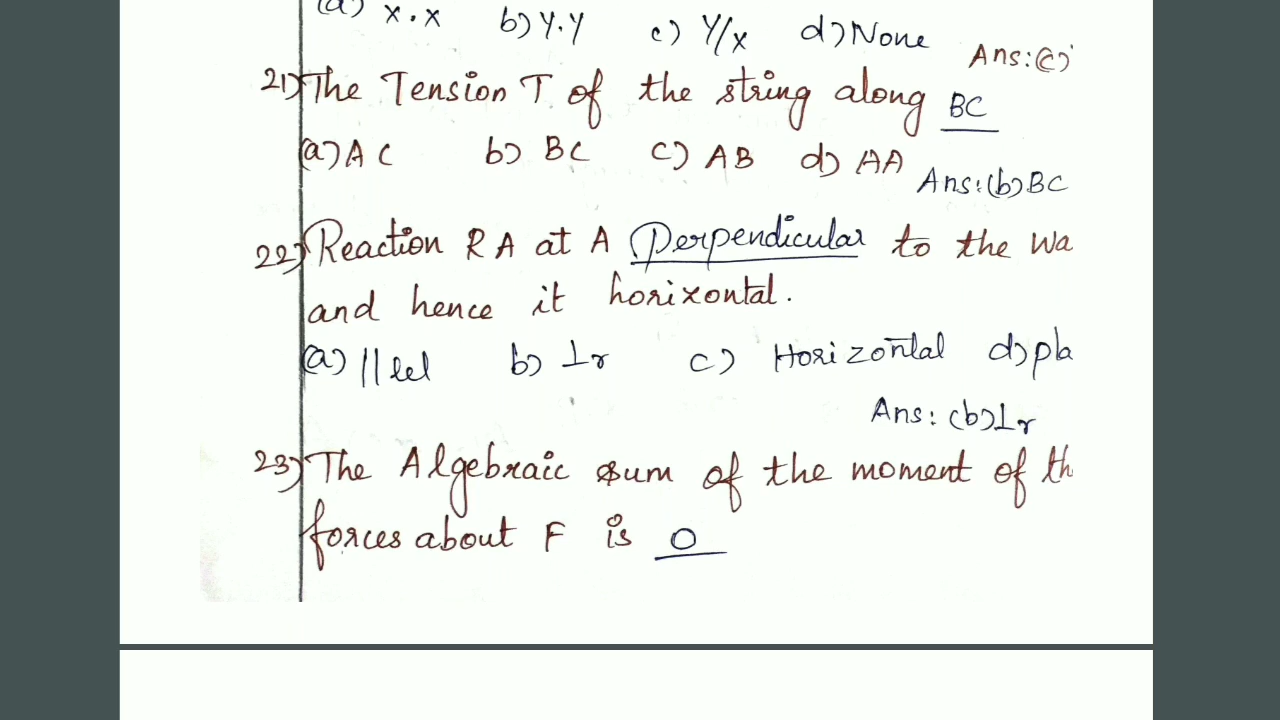 (a) x.x b) Y.Y c) Y/x d) None Ans:(c)
21) The Tension T of the string along BC
(a) AC b) BC c) AB d) AA Ans:(b) BC
22) Reaction RA at A Perpendicular to the wa
and hence it horixontal.
(a) ||lel b) ⊥r c) Horizontal d) pla
Ans: (b) ⊥r
23) The Algebraic sum of the moment of th
forces about F is 0